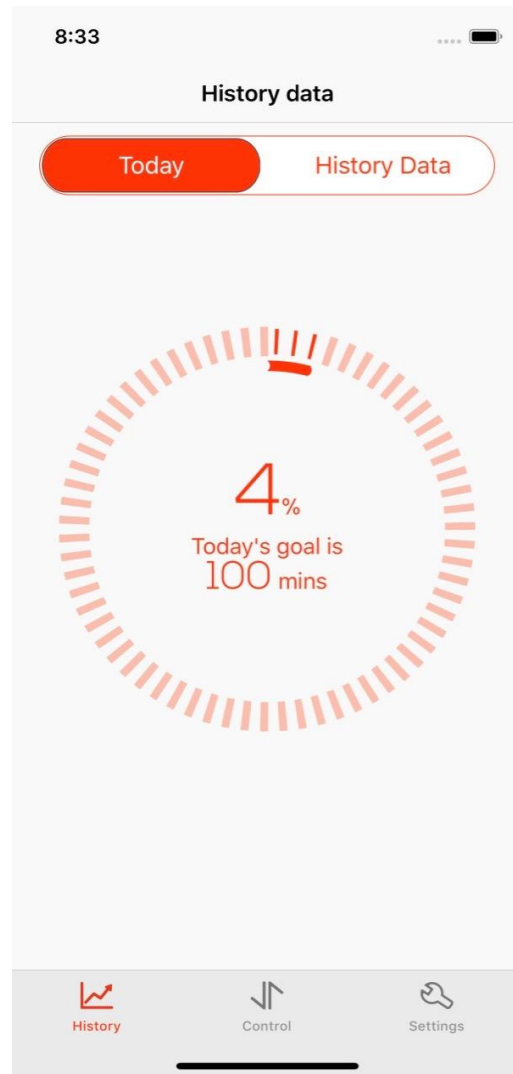 8:33
History data
Today
History Data
4%
Today's goal is
100 mins
History
Control
Settings